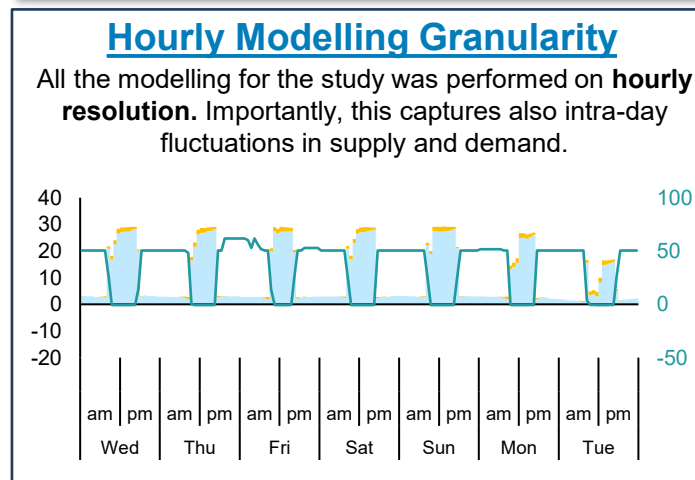 Hourly Modelling Granularity
All the modelling for the study was performed on hourly
resolution. Importantly, this captures also intra-day
fluctuations in supply and demand.
40 100
30
20 50
10
0 0
-10
-20 -50
am pm am pm am pm am pm am pm am pm am pm
Wed Thu Fri Sat Sun Mon Tue